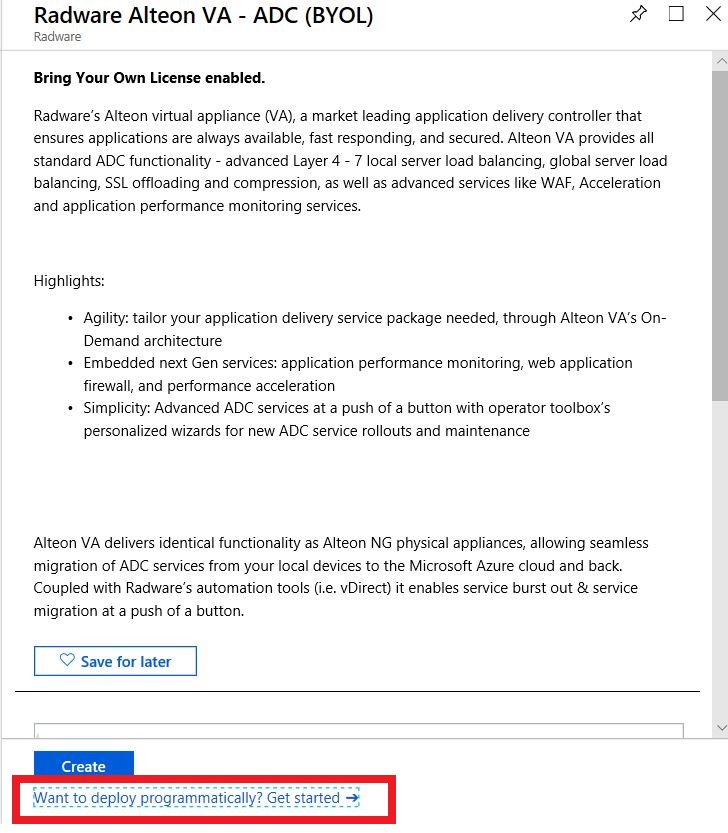 Radware Alteon VA - ADC (BYOL)
Radware
Bring Your Own License enabled.
Radware’s Alteon virtual appliance (VA), a market leading application delivery controller that
ensures applications are always available, fast responding, and secured. Alteon VA provides all
standard ADC functionality - advanced Layer 4 - 7 local server load balancing, global server load
balancing, SSL offloading and compression, as well as advanced services like WAF, Acceleration
and application performance monitoring services.
Highlights:
• Agility: tailor your application delivery service package needed, through Alteon VA’s On-
Demand architecture
• Embedded next Gen services: application performance monitoring, web application
firewall, and performance acceleration
• Simplicity: Advanced ADC services at a push of a button with operator toolbox’s
personalized wizards for new ADC service rollouts and maintenance
Alteon VA delivers identical functionality as Alteon NG physical appliances, allowing seamless
migration of ADC services from your local devices to the Microsoft Azure cloud and back.
Coupled with Radware’s automation tools (i.e. vDirect) it enables service burst out & service
migration at a push of a button.
Save for later
Create
Want to deploy programmatically? Get started →